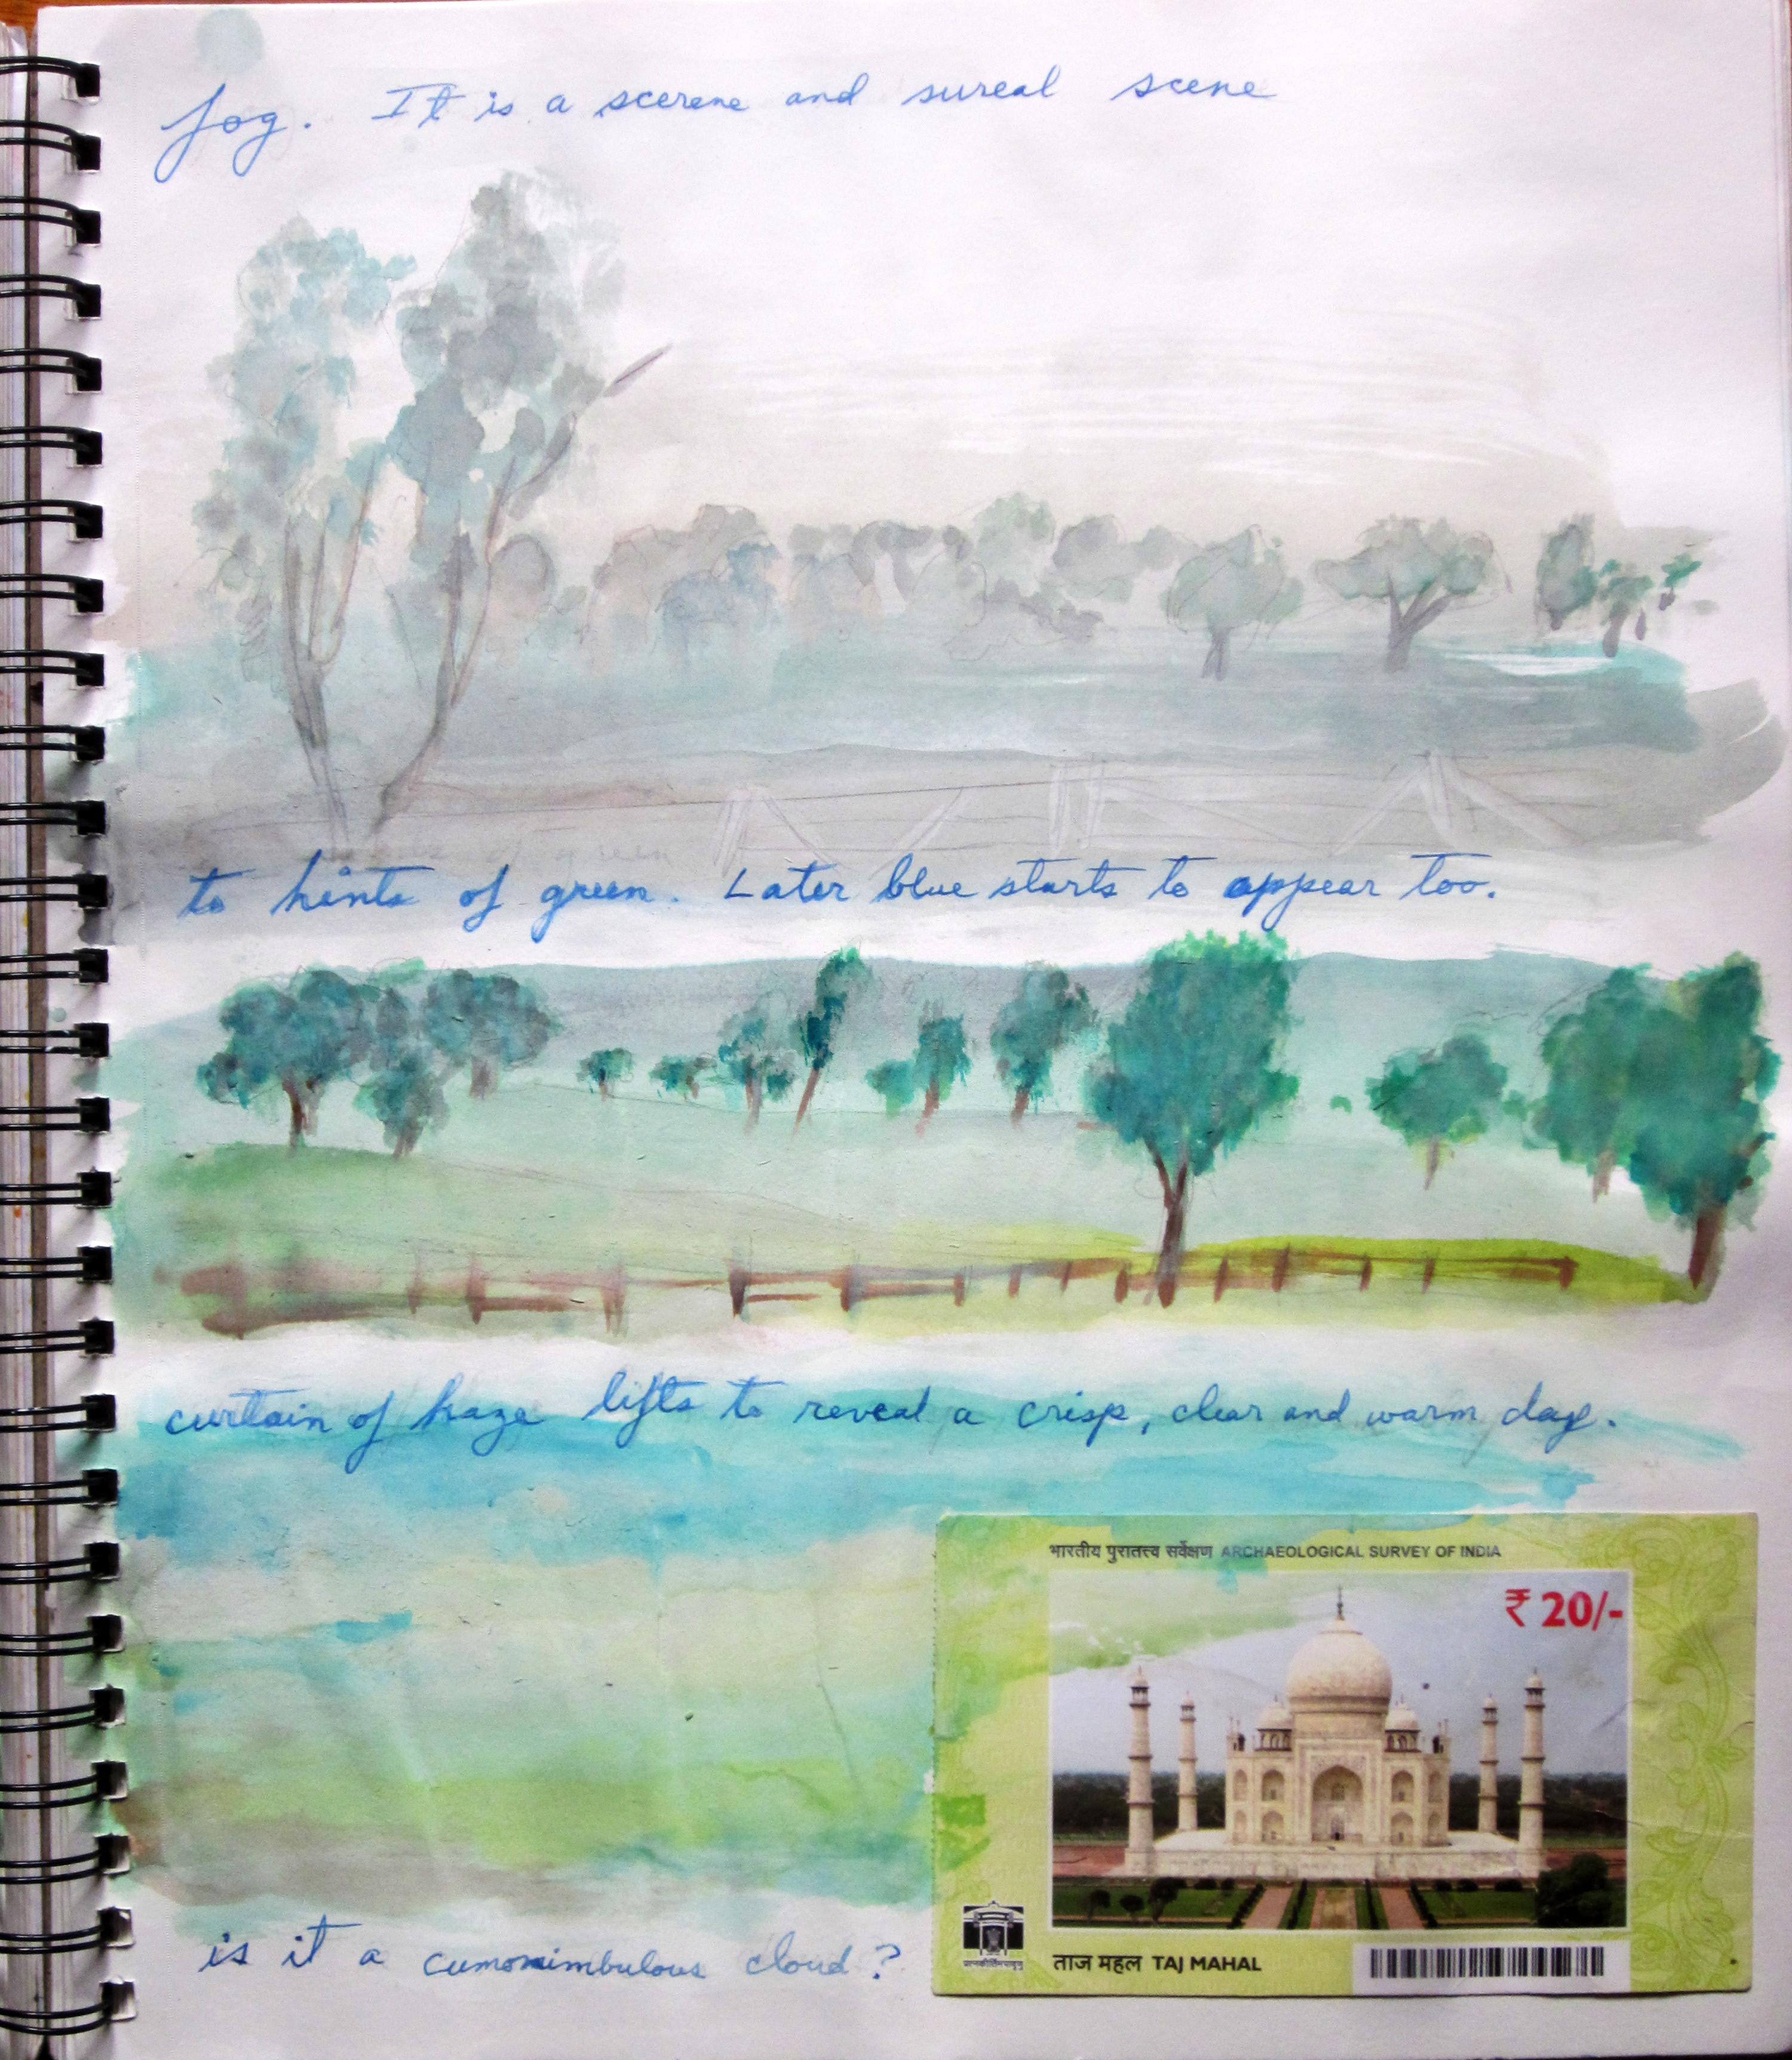 fog. It is a scerene and sureal scene
to hints of green. Later blue starts to appear too.
curtain of haze lifts to reveal a crisp, clear and warm day.
भारतीय पुरातत्त्व सर्वेक्षण ARCHAEOLOGICAL SURVEY OF INDIA
₹ 20/-
ताज महल TAJ MAHAL
is it a cumonimbulous cloud?